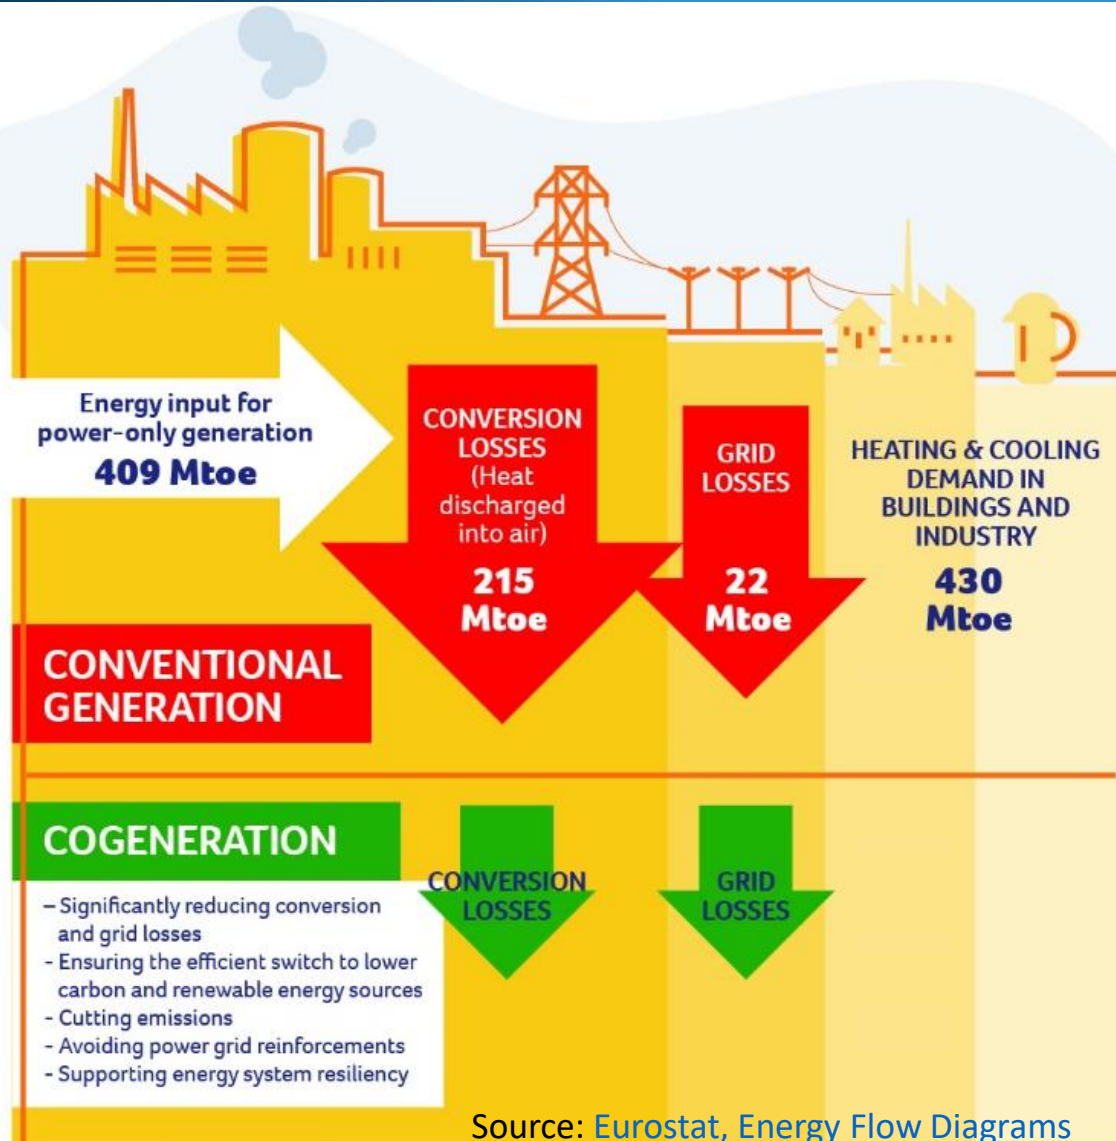 Energy input for
power-only generation
409 Mtoe
CONVERSION
LOSSES
(Heat
discharged
into air)
215
Mtoe
GRID
LOSSES
22
Mtoe
HEATING & COOLING
DEMAND IN
BUILDINGS AND
INDUSTRY
430
Mtoe
CONVENTIONAL
GENERATION
COGENERATION
– Significantly reducing conversion
and grid losses
- Ensuring the efficient switch to lower
carbon and renewable energy sources
- Cutting emissions
- Avoiding power grid reinforcements
- Supporting energy system resiliency
CONVERSION
LOSSES
GRID
LOSSES
Source: Eurostat, Energy Flow Diagrams